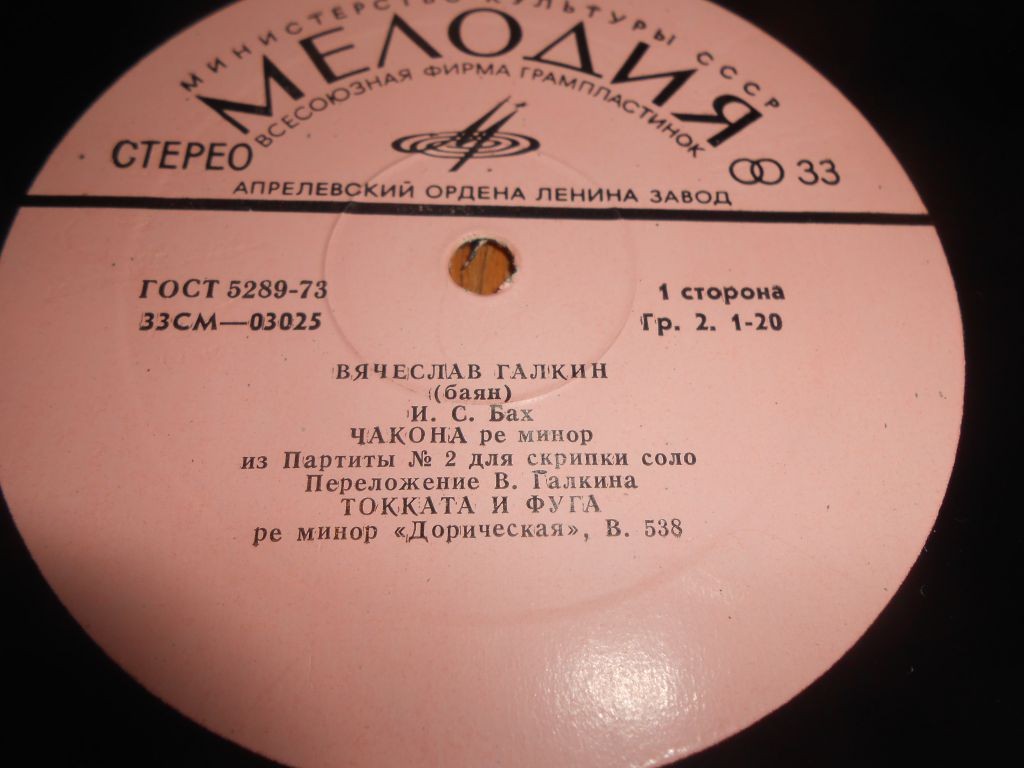 МИНИСТЕРСТВО КУЛЬТУРЫ СССР
МЕЛОДИЯ
ВСЕСОЮЗНАЯ ФИРМА ГРАМПЛАСТИНОК
СТЕРЕО
33
АПРЕЛЕВСКИЙ ОРДЕНА ЛЕНИНА ЗАВОД
ГОСТ 5289-73
1 сторона
33СМ—03025
Гр. 2. 1-20
ВЯЧЕСЛАВ ГАЛКИН
(баян)
И. С. Бах
ЧАКОНА ре минор
из Партиты № 2 для скрипки соло
Переложение В. Галкина
ТОККАТА И ФУГА
ре минор «Дорическая», В. 538